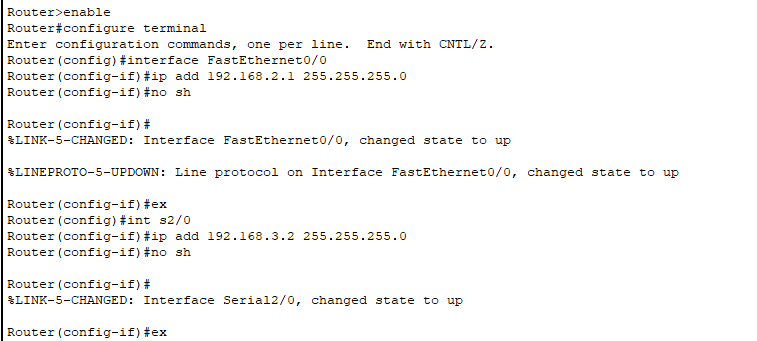 Router>enable
Router#configure terminal
Enter configuration commands, one per line.  End with CNTL/Z.
Router(config)#interface FastEthernet0/0
Router(config-if)#ip add 192.168.2.1 255.255.255.0
Router(config-if)#no sh
Router(config-if)#
%LINK-5-CHANGED: Interface FastEthernet0/0, changed state to up
%LINEPROTO-5-UPDOWN: Line protocol on Interface FastEthernet0/0, changed state to up
Router(config-if)#ex
Router(config)#int s2/0
Router(config-if)#ip add 192.168.3.2 255.255.255.0
Router(config-if)#no sh
Router(config-if)#
%LINK-5-CHANGED: Interface Serial2/0, changed state to up
Router(config-if)#ex